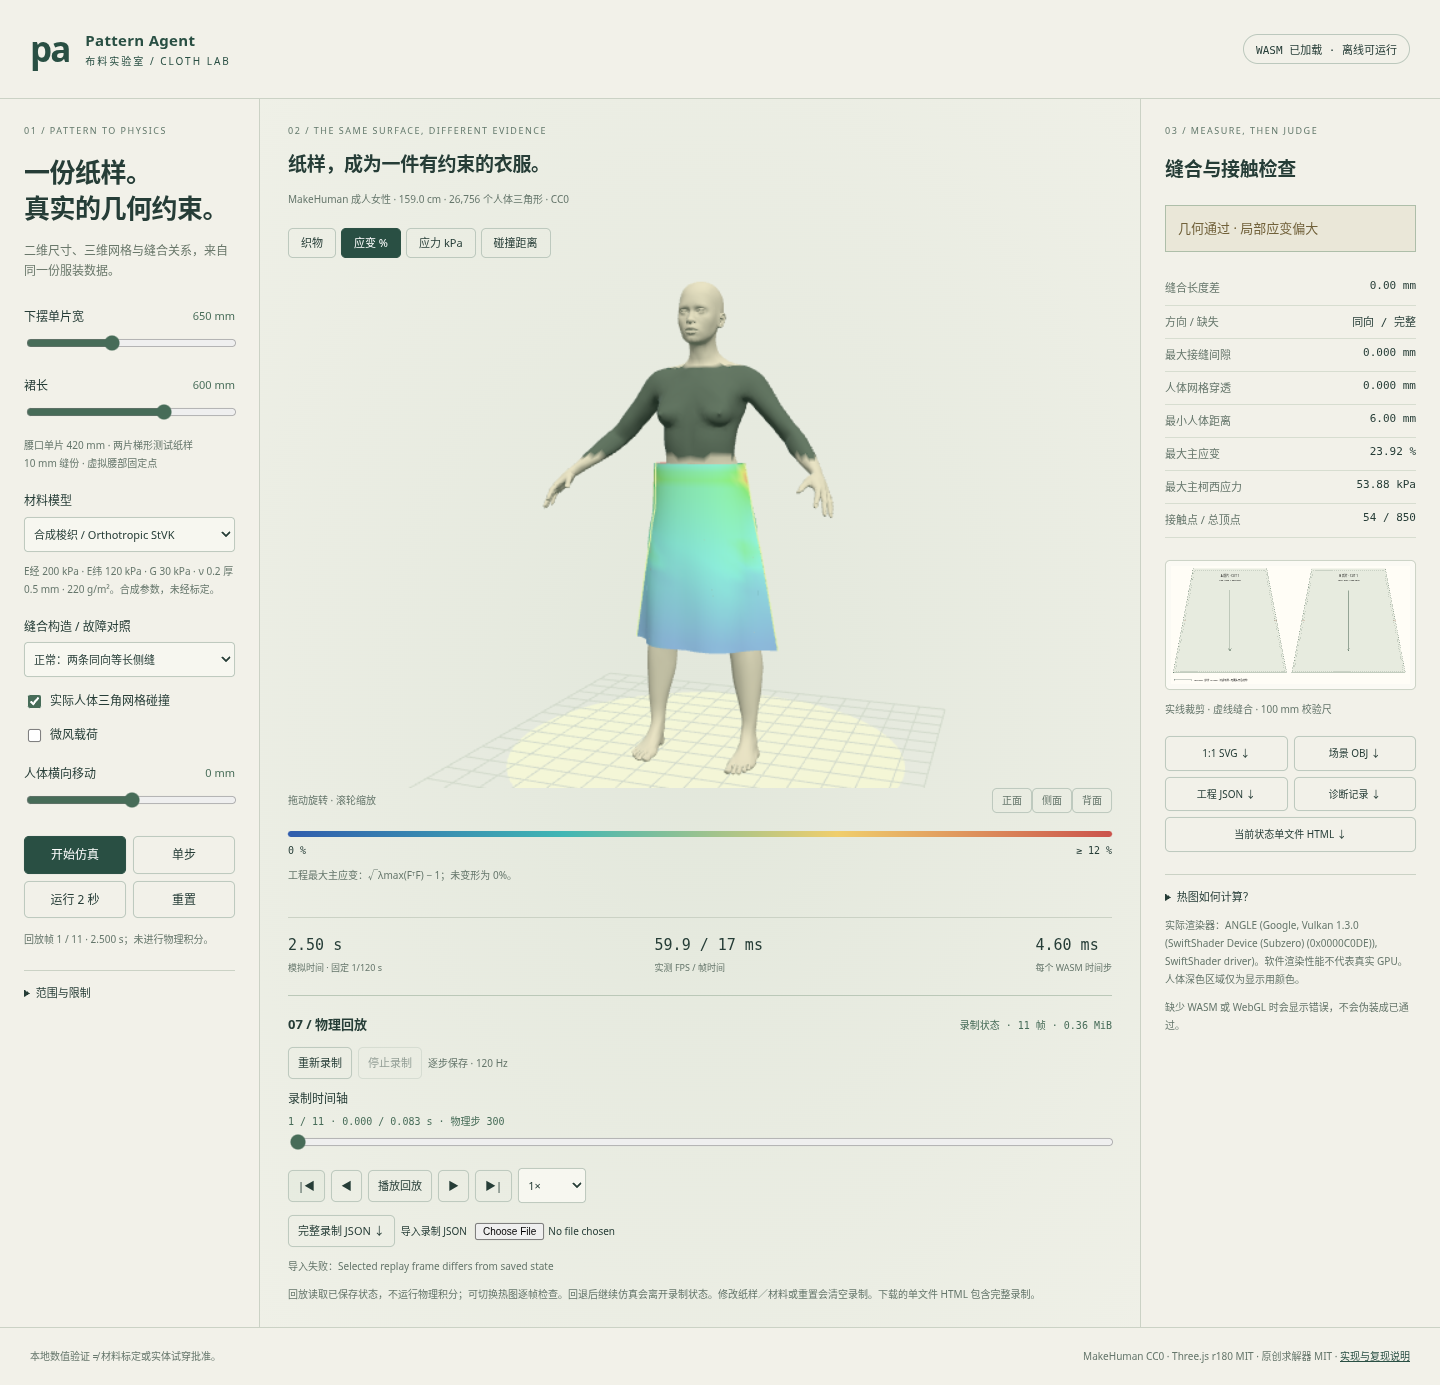 pa
Pattern Agent
布料实验室 / CLOTH LAB
WASM 已加载 · 离线可运行
01 / PATTERN TO PHYSICS
一份纸样。
真实的几何约束。
二维尺寸、三维网格与缝合关系，来自
同一份服装数据。
下摆单片宽
650 mm
裙长
600 mm
腰口单片 420 mm · 两片梯形测试纸样
10 mm 缝份 · 虚拟腰部固定点
材料模型
合成梭织 / Orthotropic StVK
E经 200 kPa · E纬 120 kPa · G 30 kPa · ν 0.2 厚
0.5 mm · 220 g/m²。合成参数，未经标定。
缝合构造 / 故障对照
正常：两条同向等长侧缝
实际人体三角网格碰撞
微风载荷
人体横向移动
0 mm
开始仿真
单步
运行 2 秒
重置
回放帧 1 / 11 · 2.500 s；未进行物理积分。
▶ 范围与限制
02 / THE SAME SURFACE, DIFFERENT EVIDENCE
纸样，成为一件有约束的衣服。
MakeHuman 成人女性 · 159.0 cm · 26,756 个人体三角形 · CC0
织物
应变 %
应力 kPa
碰撞距离
拖动旋转 · 滚轮缩放
正面
侧面
背面
0 %
≥ 12 %
工程最大主应变：√λmax(FᵀF) − 1；未变形为 0%。
2.50 s
模拟时间 · 固定 1/120 s
59.9 / 17 ms
实测 FPS / 帧时间
4.60 ms
每个 WASM 时间步
07 / 物理回放
录制状态 · 11 帧 · 0.36 MiB
重新录制
停止录制
逐步保存 · 120 Hz
录制时间轴
1 / 11 · 0.000 / 0.083 s · 物理步 300
|◀
◀
播放回放
▶
▶|
1×
完整录制 JSON ↓
导入录制 JSON
Choose File
No file chosen
导入失败：Selected replay frame differs from saved state
回放读取已保存状态，不运行物理积分；可切换热图逐帧检查。回退后继续仿真会离开录制状态。修改纸样／材料或重置会清空录制。下载的单文件 HTML 包含完整录制。
03 / MEASURE, THEN JUDGE
缝合与接触检查
几何通过 · 局部应变偏大
缝合长度差
0.00 mm
方向 / 缺失
同向 / 完整
最大接缝间隙
0.000 mm
人体网格穿透
0.000 mm
最小人体距离
6.00 mm
最大主应变
23.92 %
最大主柯西应力
53.88 kPa
接触点 / 总顶点
54 / 850
实线裁剪 · 虚线缝合 · 100 mm 校验尺
1:1 SVG ↓
场景 OBJ ↓
工程 JSON ↓
诊断记录 ↓
当前状态单文件 HTML ↓
▶ 热图如何计算？
实际渲染器：ANGLE (Google, Vulkan 1.3.0
(SwiftShader Device (Subzero) (0x0000C0DE)),
SwiftShader driver)。软件渲染性能不代表真实 GPU。
人体深色区域仅为显示用颜色。
缺少 WASM 或 WebGL 时会显示错误，不会伪装成已通
过。
本地数值验证 ≠ 材料标定或实体试穿批准。
MakeHuman CC0 · Three.js r180 MIT · 原创求解器 MIT · 实现与复现说明